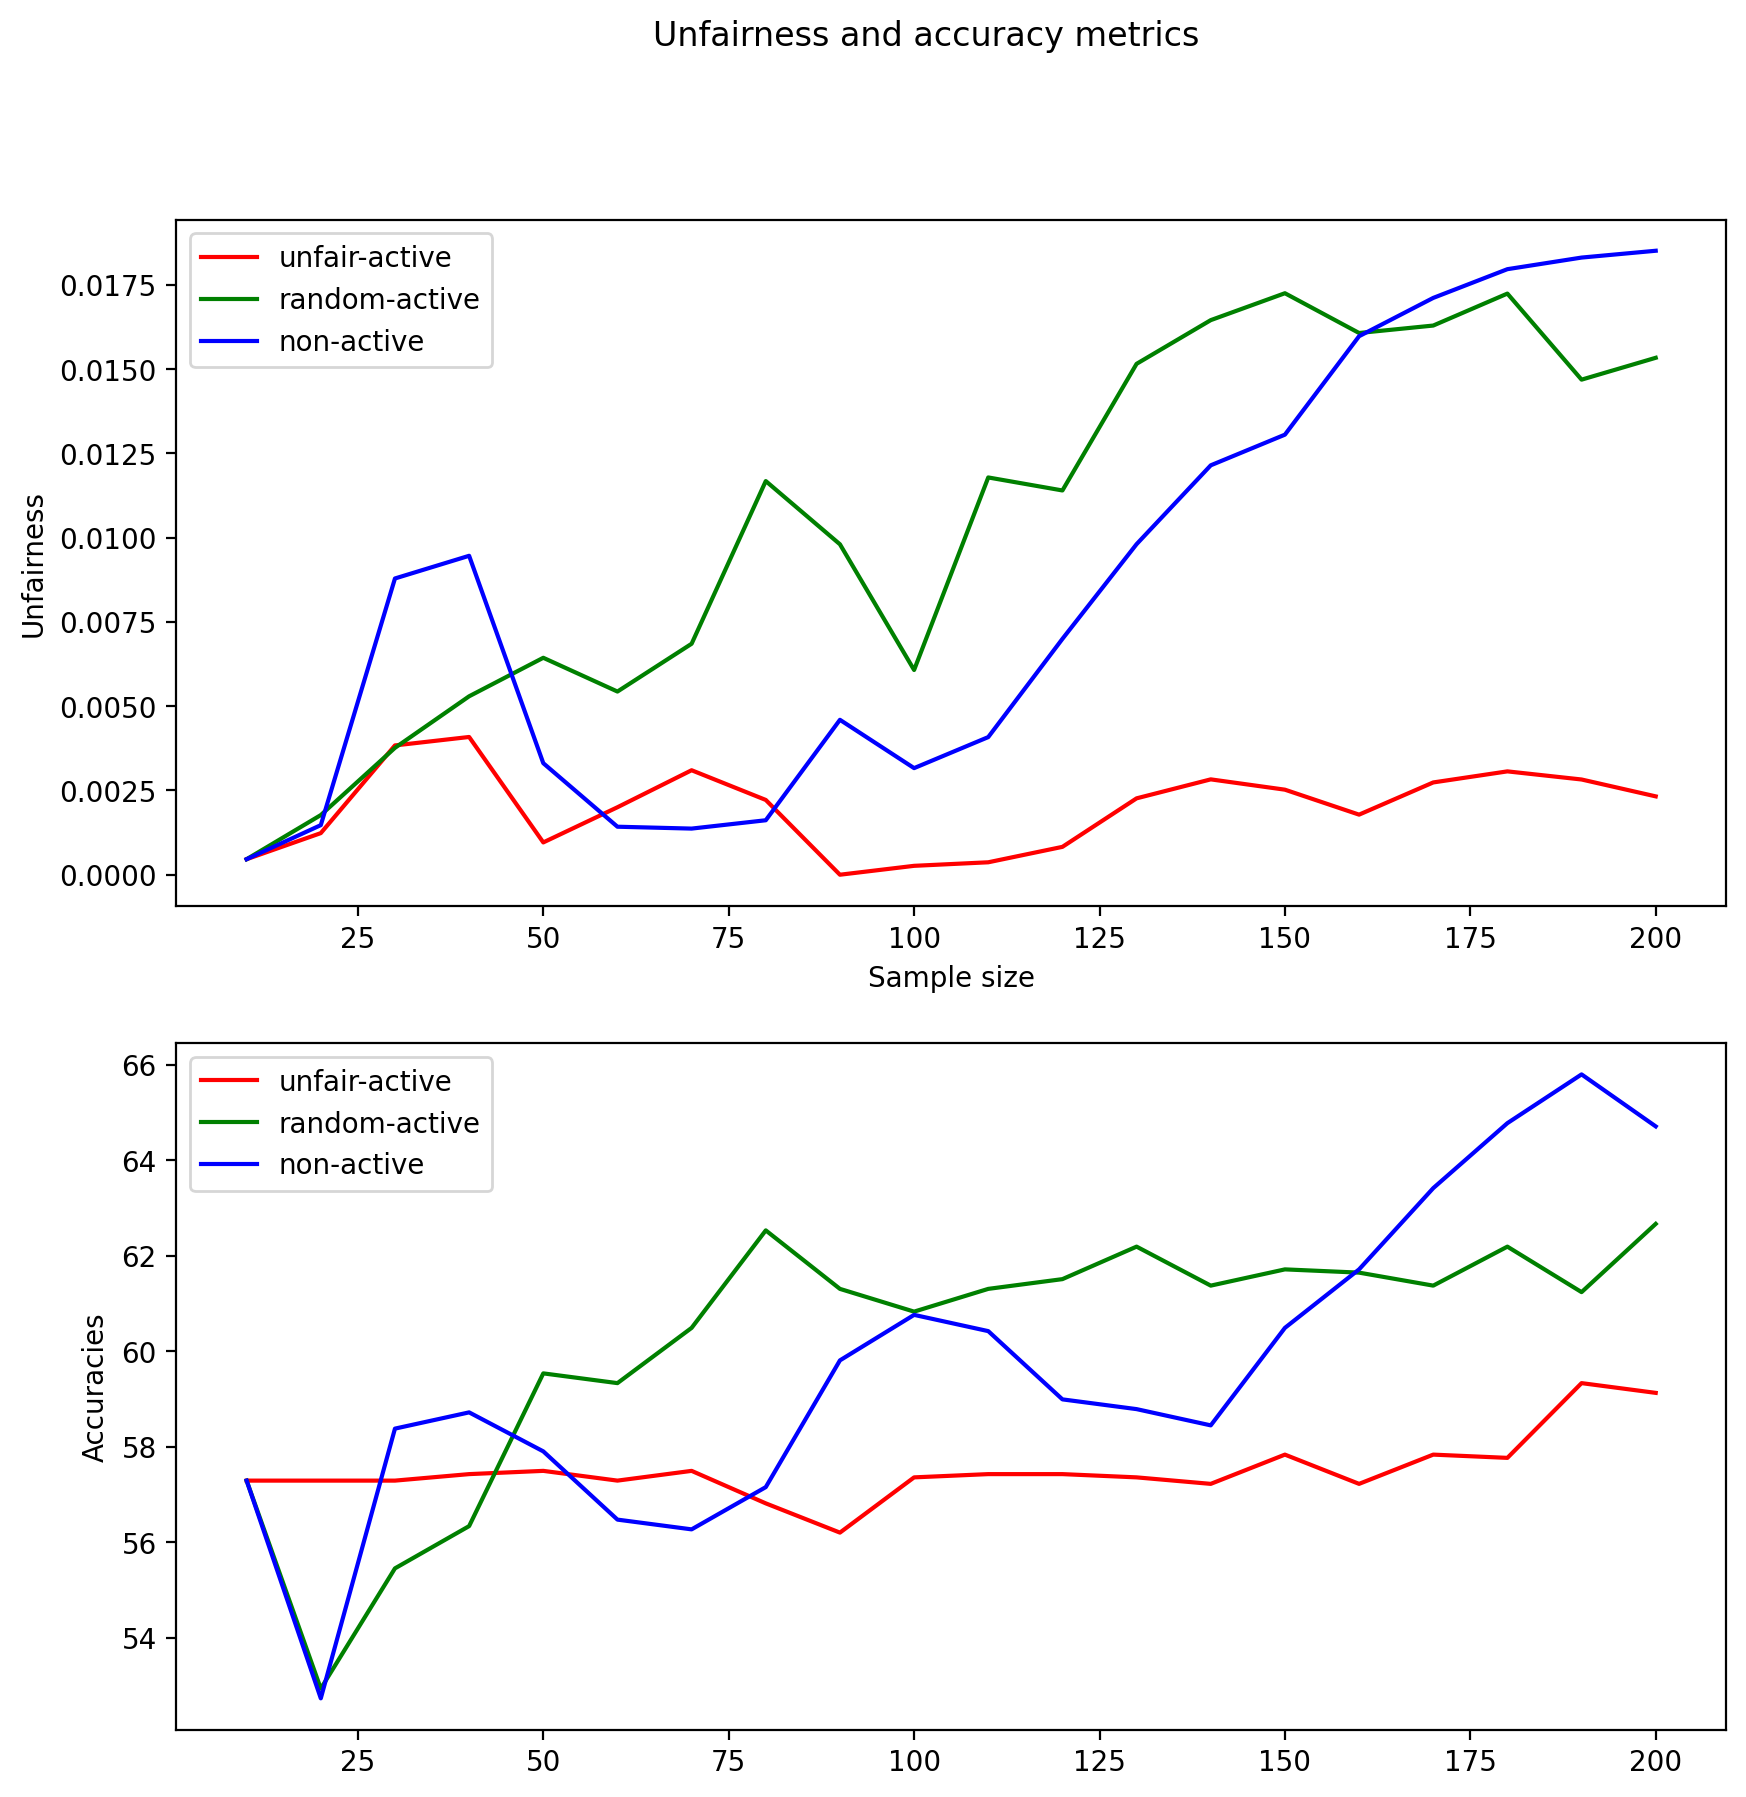 Unfairness and accuracy metrics
unfair-active
random-active
non-active
0.0175
0.0150
0.0125
0.0100
0.0075
0.0050
0.0025
0.0000
Unfairness
25 50 75 100 125 150 175 200
Sample size
unfair-active
random-active
non-active
66
64
62
60
58
56
54
Accuracies
25 50 75 100 125 150 175 200